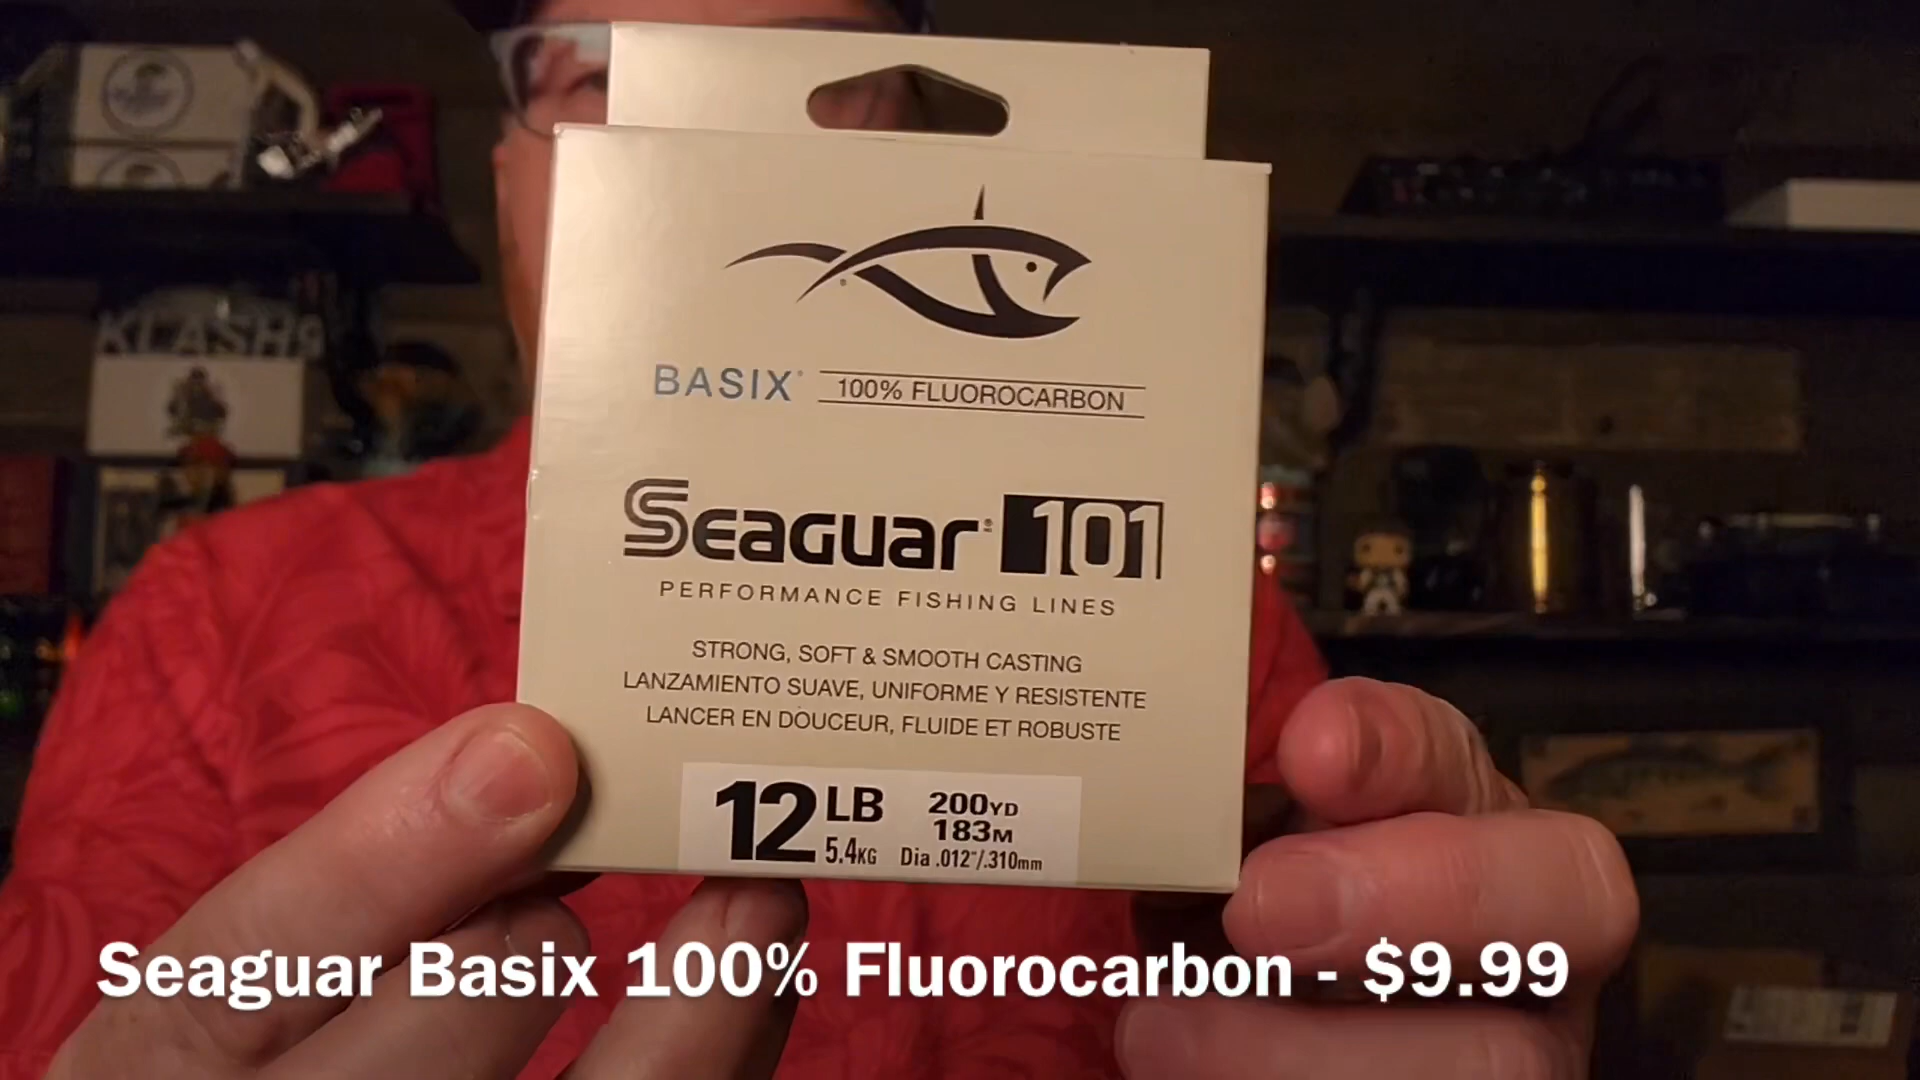 KLASH9
BASIX® 100% FLUOROCARBON
SEAGUAR® 101
PERFORMANCE FISHING LINES
STRONG, SOFT & SMOOTH CASTING
LANZAMIENTO SUAVE, UNIFORME Y RESISTENTE
LANCER EN DOUCEUR, FLUIDE ET ROBUSTE
12 LB 200YD
5.4KG 183M
Dia .012"/.310mm
Seaguar Basix 100% Fluorocarbon - $9.99